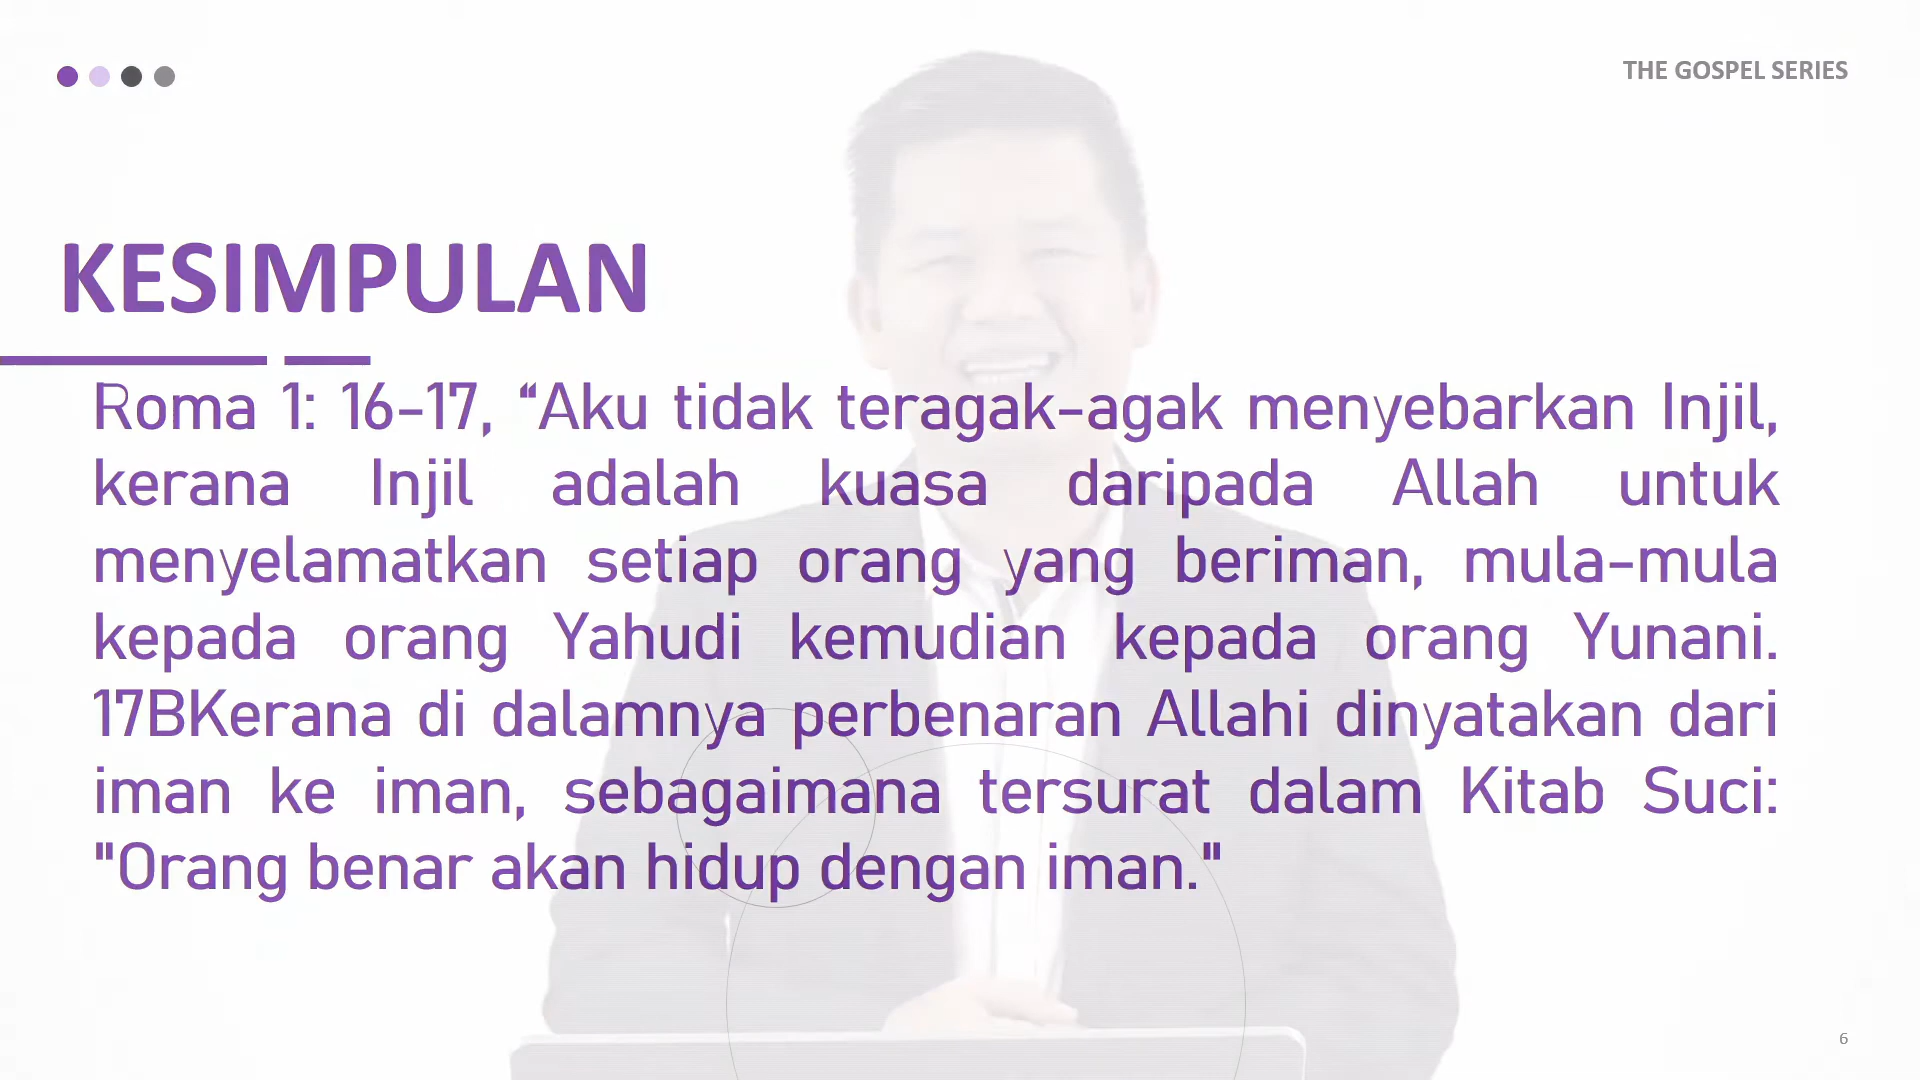 THE GOSPEL SERIES
KESIMPULAN
Roma 1: 16-17, “Aku tidak teragak-agak menyebarkan Injil,
kerana Injil adalah kuasa daripada Allah untuk
menyelamatkan setiap orang yang beriman, mula-mula
kepada orang Yahudi kemudian kepada orang Yunani.
17BKerana di dalamnya perbenaran Allahi dinyatakan dari
iman ke iman, sebagaimana tersurat dalam Kitab Suci:
"Orang benar akan hidup dengan iman."
6